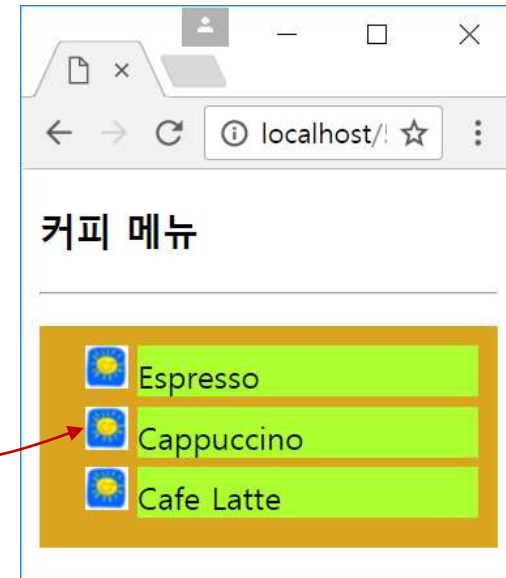 localhost/!
커피 메뉴
Espresso
Cappuccino
Cafe Latte